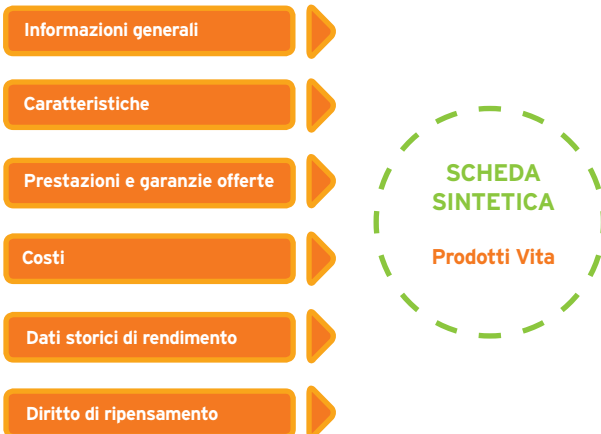 Informazioni generali
Caratteristiche
Prestazioni e garanzie offerte
Costi
Dati storici di rendimento
Diritto di ripensamento
SCHEDA
SINTETICA
Prodotti Vita